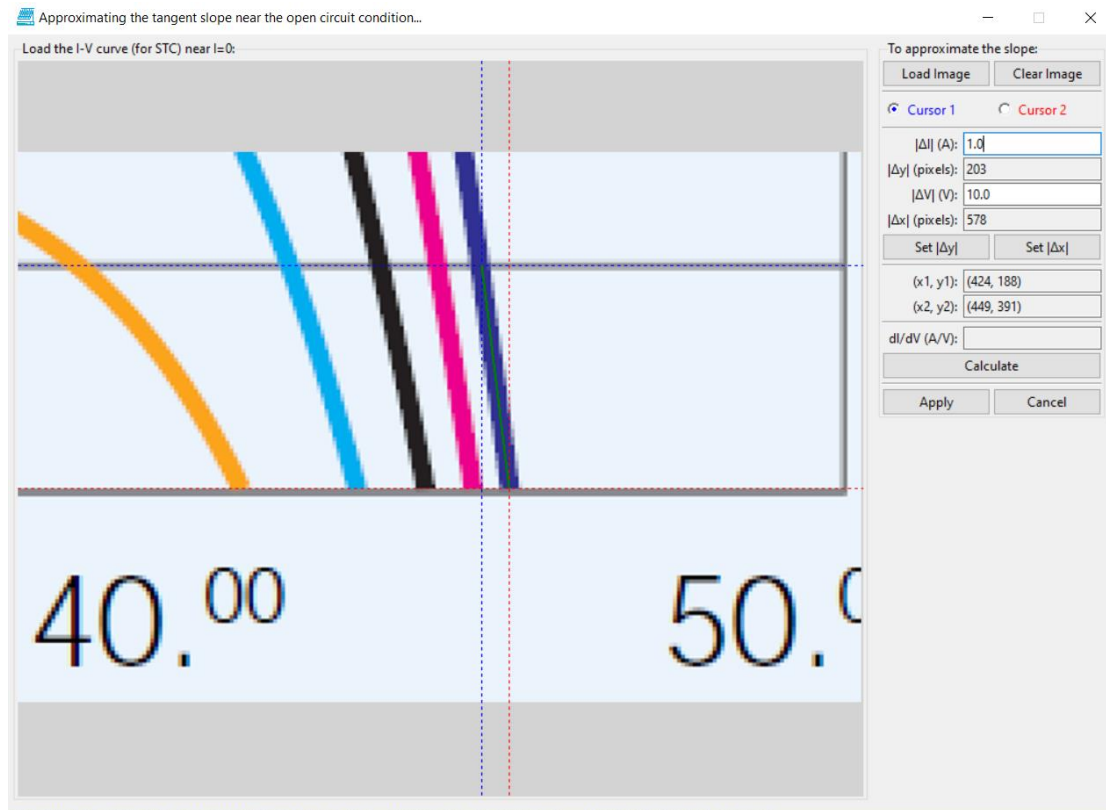 Approximating the tangent slope near the open circuit condition...
Load the I-V curve (for STC) near I=0:
To approximate the slope:
Load Image Clear Image
Cursor 1 Cursor 2
|ΔI| (A): 1.0
|Δy| (pixels): 203
|ΔV| (V): 10.0
|Δx| (pixels): 578
Set |Δy| Set |Δx|
(x1, y1): (424, 188)
(x2, y2): (449, 391)
dI/dV (A/V):
Calculate
Apply Cancel
40.00 50.0